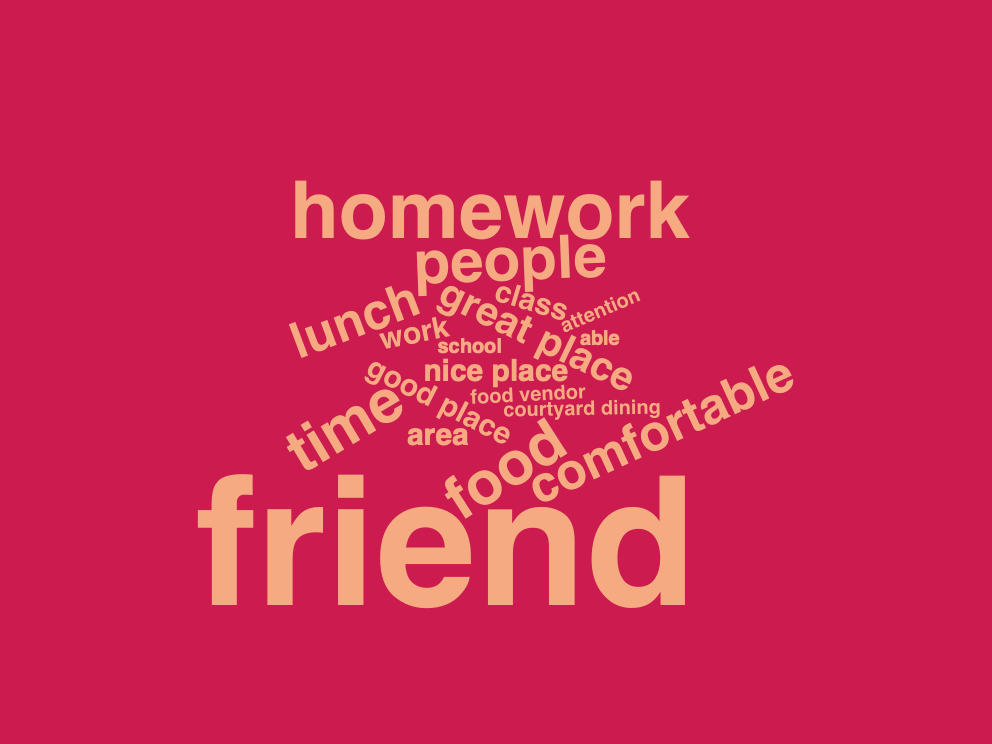 homework
people
lunch
great place
class
attention
work
school
able
nice place
good place
food vendor
courtyard dining
time
area
food
comfortable
friend